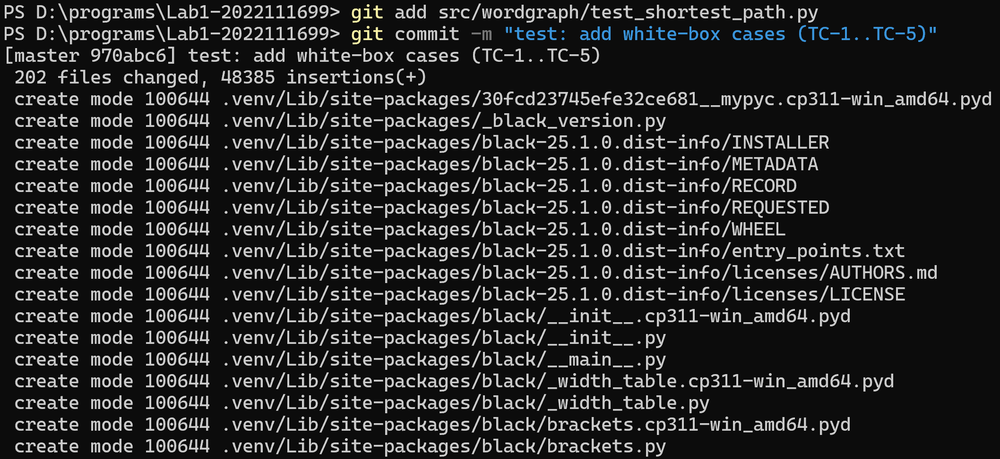 PS D:\programs\Lab1-2022111699> git add src/wordgraph/test_shortest_path.py
PS D:\programs\Lab1-2022111699> git commit -m "test: add white-box cases (TC-1..TC-5)"
[master 970abc6] test: add white-box cases (TC-1..TC-5)
 202 files changed, 48385 insertions(+)
 create mode 100644 .venv/Lib/site-packages/30fcd23745efe32ce681__mypyc.cp311-win_amd64.pyd
 create mode 100644 .venv/Lib/site-packages/_black_version.py
 create mode 100644 .venv/Lib/site-packages/black-25.1.0.dist-info/INSTALLER
 create mode 100644 .venv/Lib/site-packages/black-25.1.0.dist-info/METADATA
 create mode 100644 .venv/Lib/site-packages/black-25.1.0.dist-info/RECORD
 create mode 100644 .venv/Lib/site-packages/black-25.1.0.dist-info/REQUESTED
 create mode 100644 .venv/Lib/site-packages/black-25.1.0.dist-info/WHEEL
 create mode 100644 .venv/Lib/site-packages/black-25.1.0.dist-info/entry_points.txt
 create mode 100644 .venv/Lib/site-packages/black-25.1.0.dist-info/licenses/AUTHORS.md
 create mode 100644 .venv/Lib/site-packages/black-25.1.0.dist-info/licenses/LICENSE
 create mode 100644 .venv/Lib/site-packages/black/__init__.cp311-win_amd64.pyd
 create mode 100644 .venv/Lib/site-packages/black/__init__.py
 create mode 100644 .venv/Lib/site-packages/black/__main__.py
 create mode 100644 .venv/Lib/site-packages/black/_width_table.cp311-win_amd64.pyd
 create mode 100644 .venv/Lib/site-packages/black/_width_table.py
 create mode 100644 .venv/Lib/site-packages/black/brackets.cp311-win_amd64.pyd
 create mode 100644 .venv/Lib/site-packages/black/brackets.py